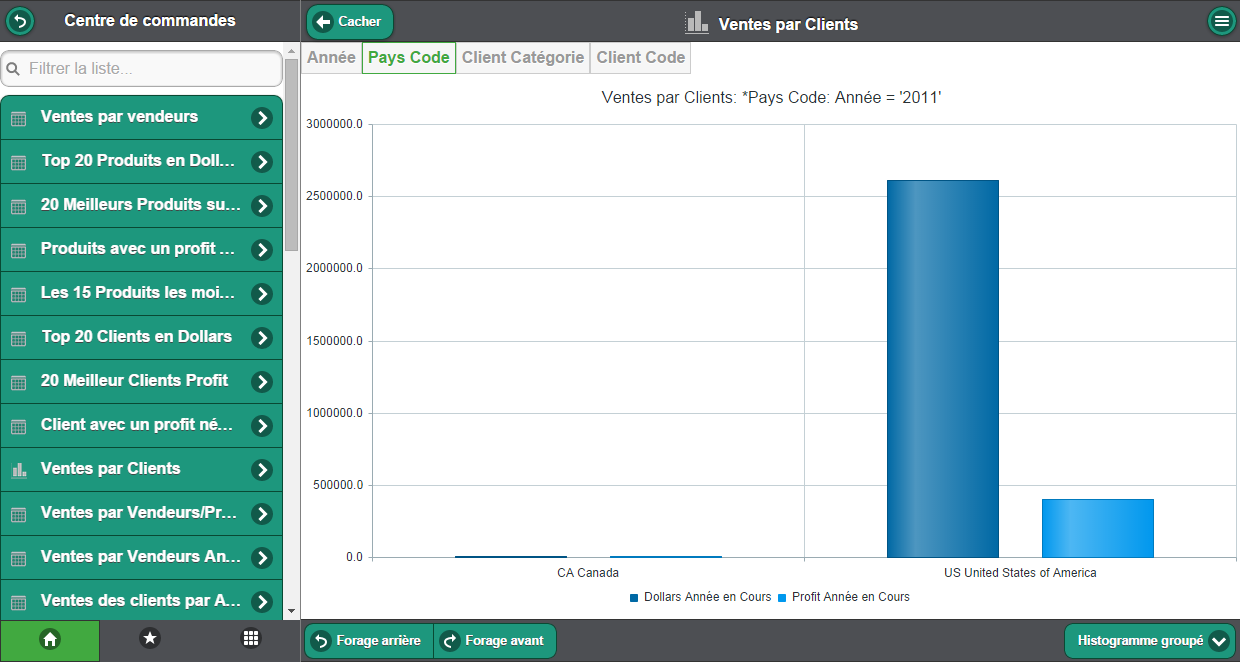 Centre de commandes
Cacher
Ventes par Clients
Filtrer la liste...
Année
Pays Code
Client Catégorie
Client Code
Ventes par vendeurs
Top 20 Produits en Doll...
20 Meilleurs Produits su...
Produits avec un profit ...
Les 15 Produits les moi...
Top 20 Clients en Dollars
20 Meilleur Clients Profit
Client avec un profit né...
Ventes par Clients
Ventes par Vendeurs/Pr...
Ventes par Vendeurs An...
Ventes des clients par A...
Ventes par Clients: *Pays Code: Année = '2011'
3000000.0
2500000.0
2000000.0
1500000.0
1000000.0
500000.0
0.0
CA Canada
US United States of America
Dollars Année en Cours
Profit Année en Cours
Forage arrière
Forage avant
Histogramme groupé